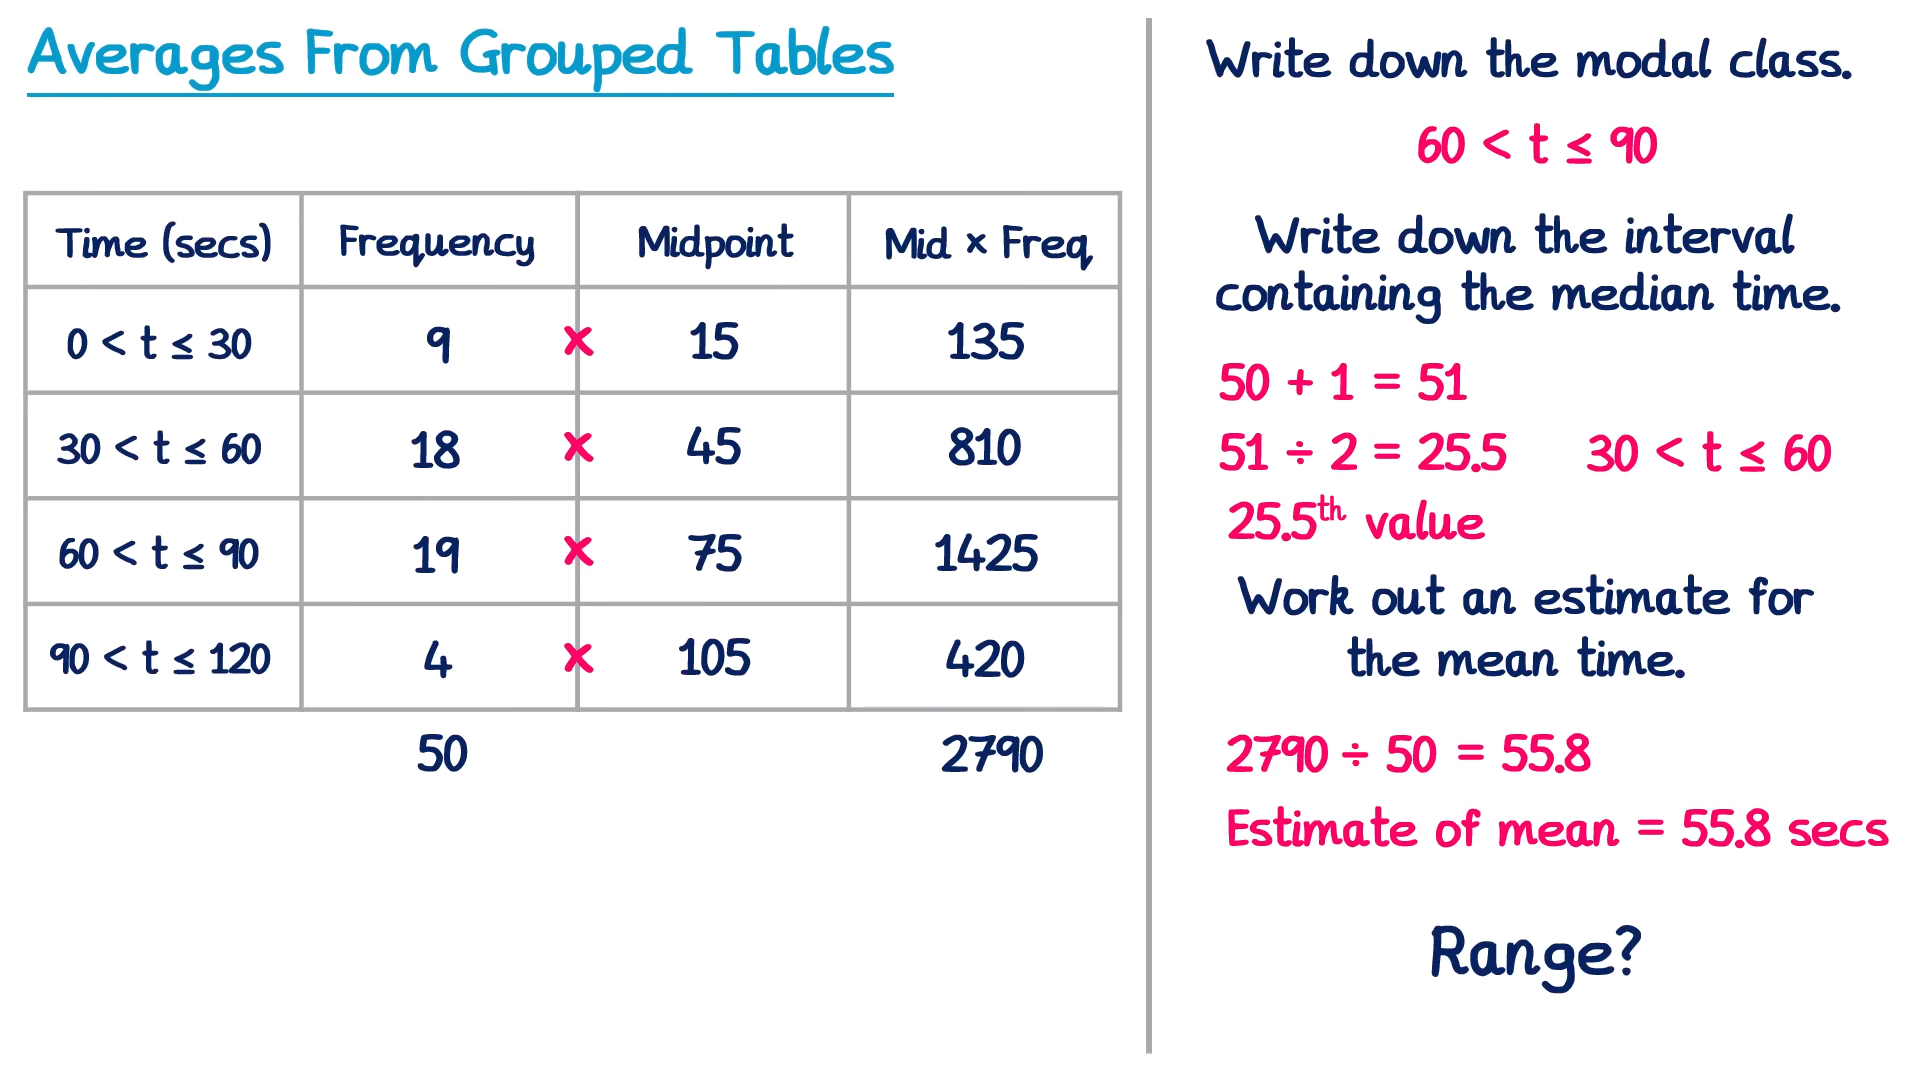 Averages From Grouped Tables
Time (secs) Frequency Midpoint Mid × Freq
0 < t ≤ 30 9 × 15 135
30 < t ≤ 60 18 × 45 810
60 < t ≤ 90 19 × 75 1425
90 < t ≤ 120 4 × 105 420
50 2790
Write down the modal class.
60 < t ≤ 90
Write down the interval
containing the median time.
50 + 1 = 51
51 ÷ 2 = 25.5 30 < t ≤ 60
25.5th value
Work out an estimate for
the mean time.
2790 ÷ 50 = 55.8
Estimate of mean = 55.8 secs
Range?